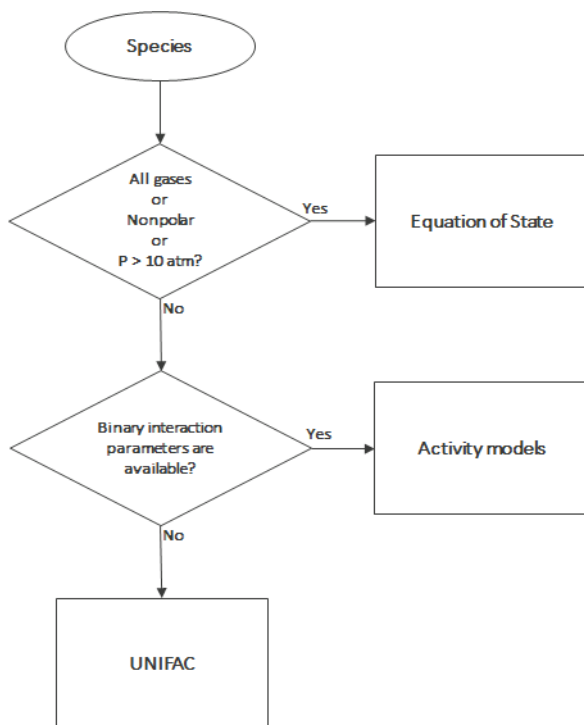 Species
All gases
or
Nonpolar
or
P > 10 atm?
Yes
Equation of State
No
Binary interaction
parameters are
available?
Yes
Activity models
No
UNIFAC